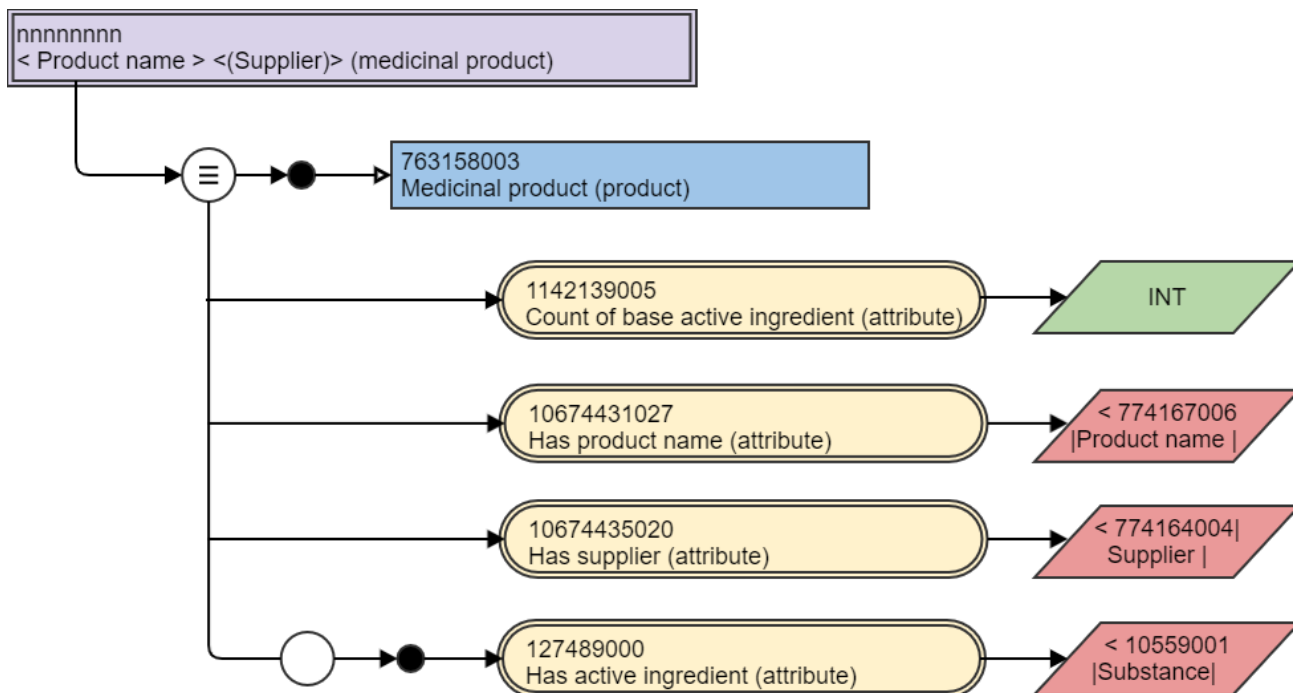 nnnnnnnn
< Product name > <(Supplier)> (medicinal product)
763158003
Medicinal product (product)
1142139005
Count of base active ingredient (attribute)
INT
10674431027
Has product name (attribute)
< 774167006
|Product name |
10674435020
Has supplier (attribute)
< 774164004|
Supplier |
127489000
Has active ingredient (attribute)
< 10559001
|Substance|